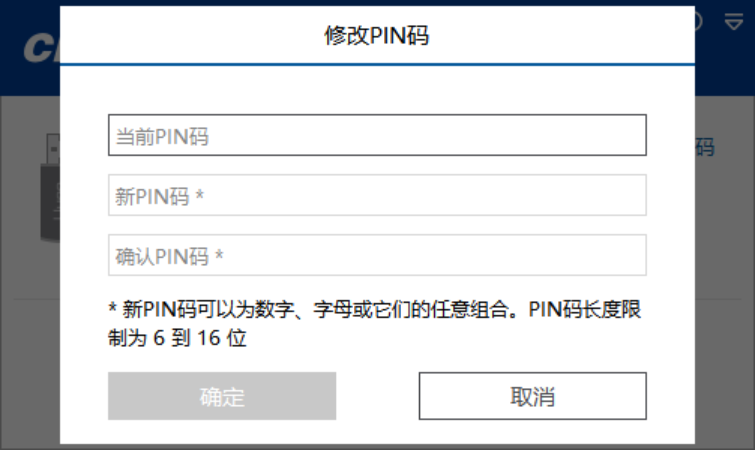 修改PIN码
当前PIN码
码
新PIN码 *
确认PIN码 *
* 新PIN码可以为数字、字母或它们的任意组合。PIN码长度限
制为 6 到 16 位
确定
取消